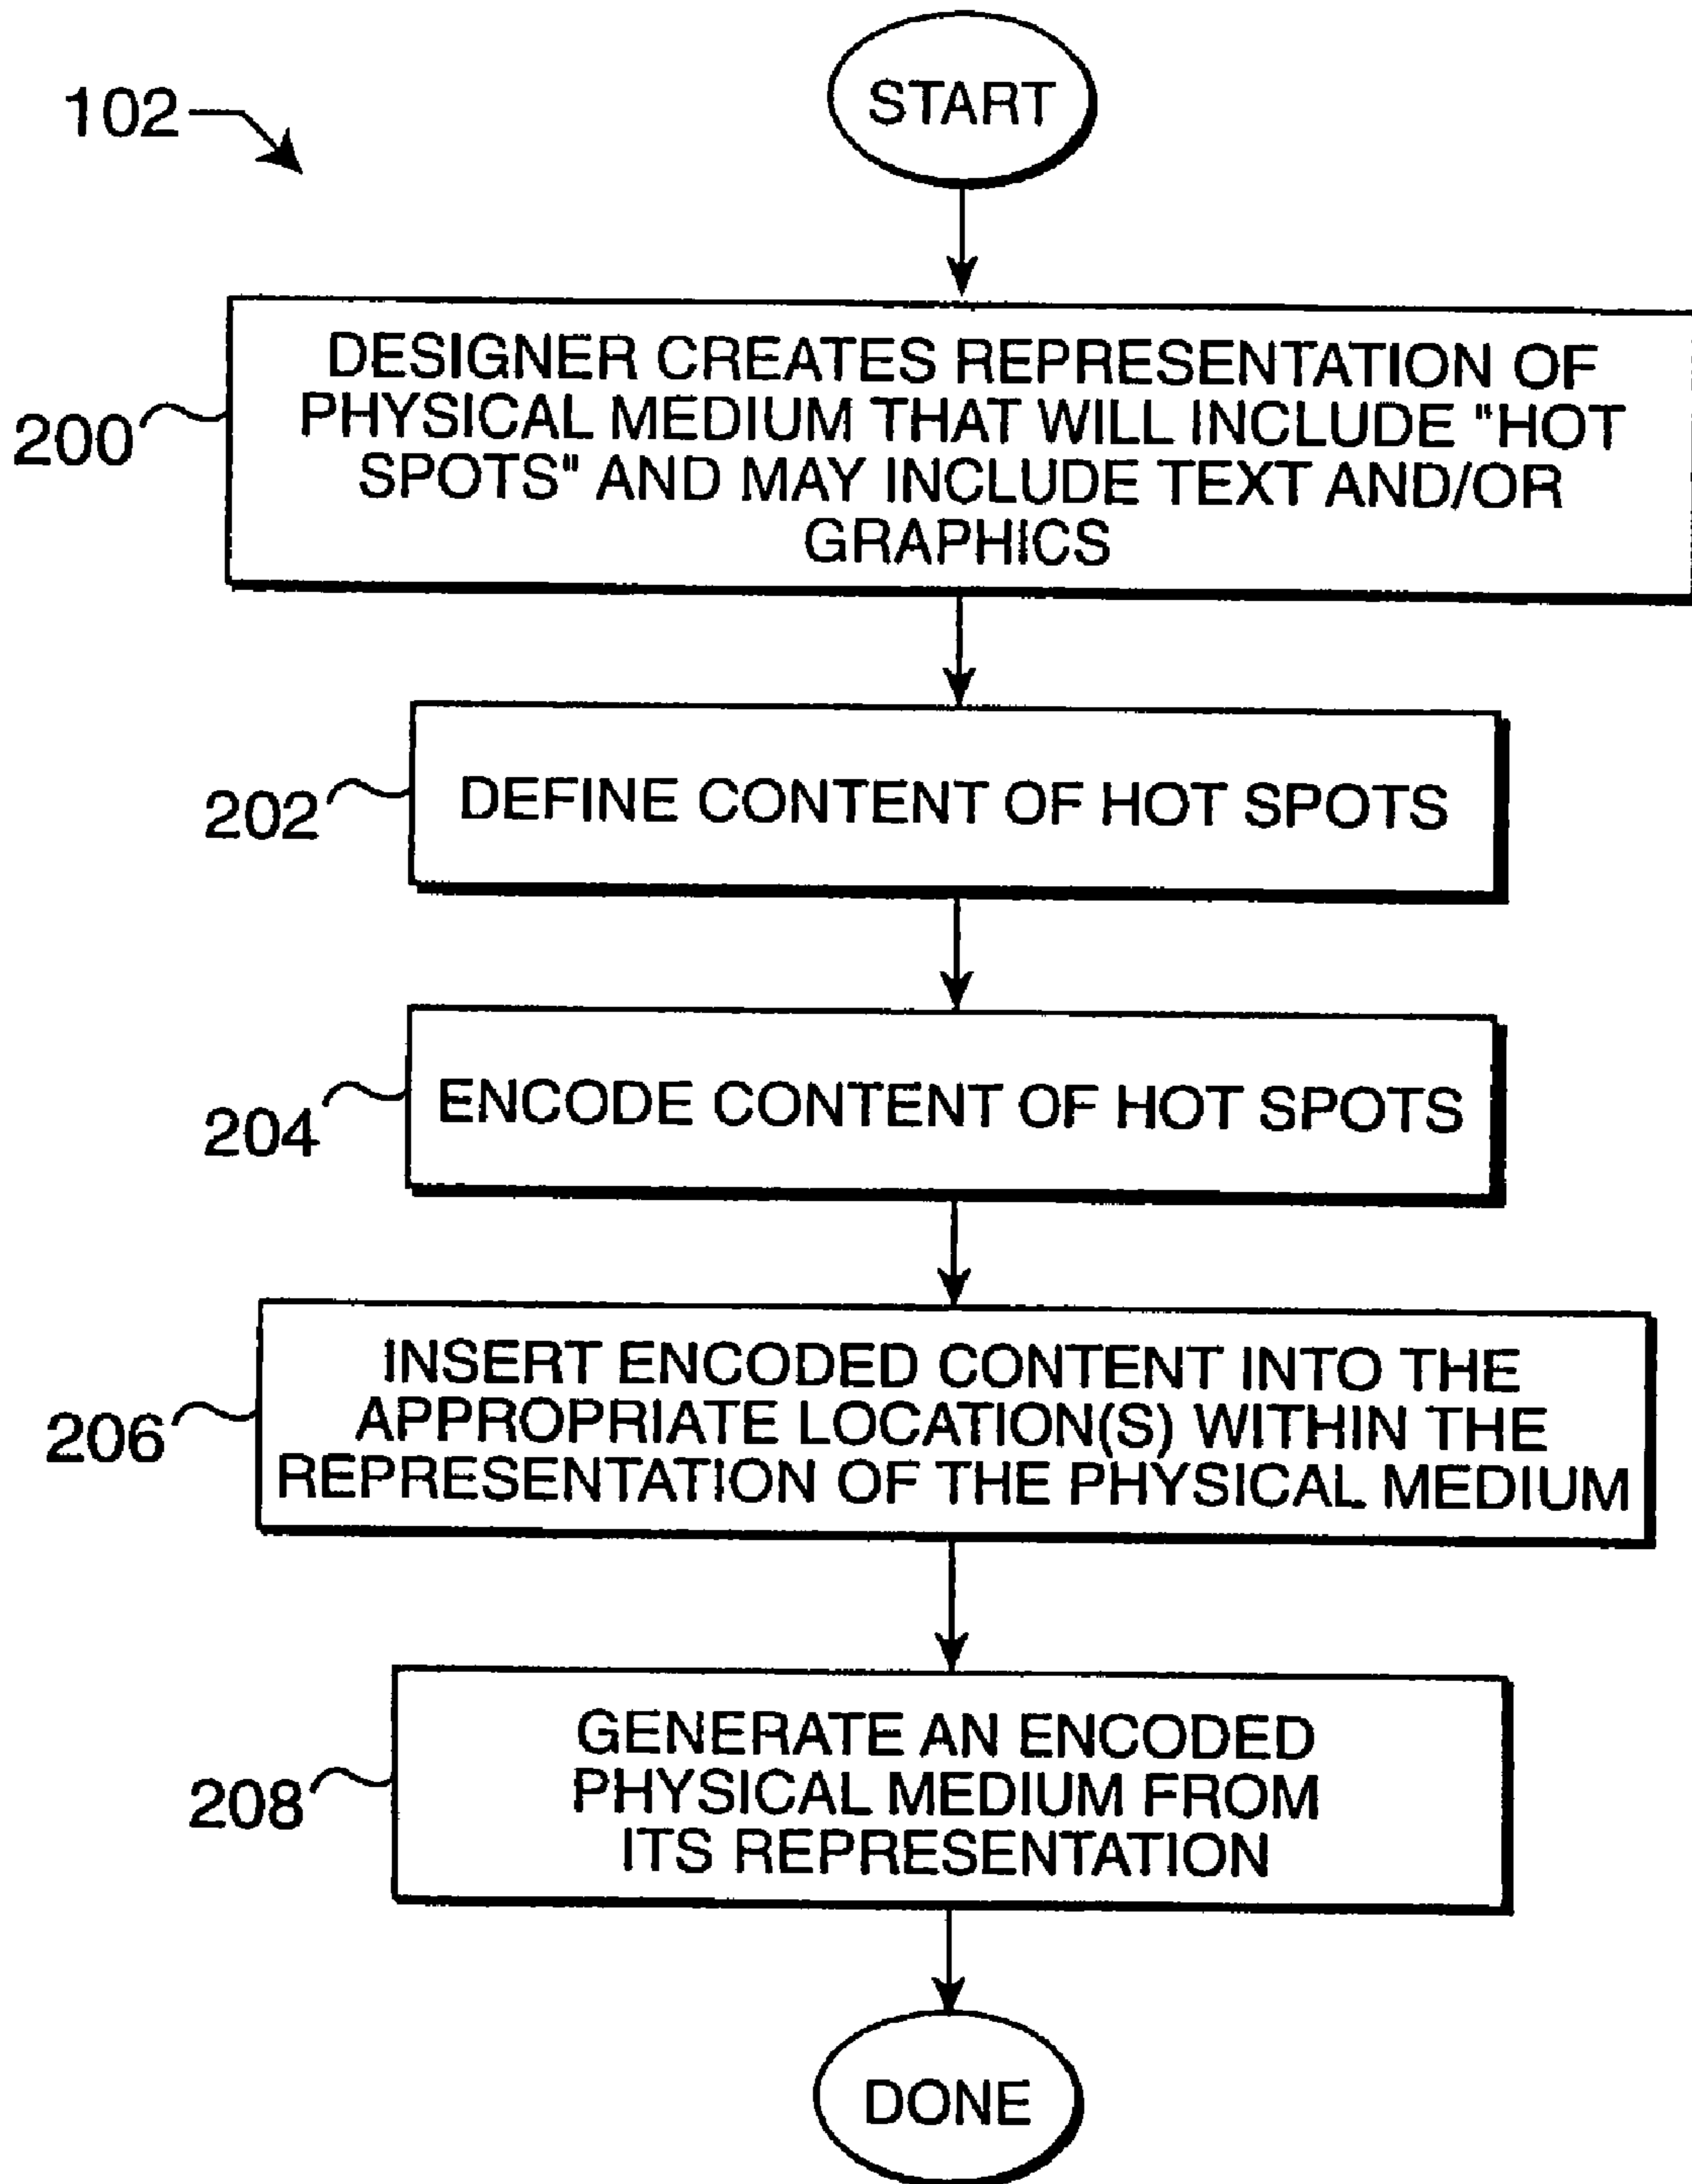 102
START
200
DESIGNER CREATES REPRESENTATION OF
PHYSICAL MEDIUM THAT WILL INCLUDE "HOT
SPOTS" AND MAY INCLUDE TEXT AND/OR
GRAPHICS
202
DEFINE CONTENT OF HOT SPOTS
204
ENCODE CONTENT OF HOT SPOTS
206
INSERT ENCODED CONTENT INTO THE
APPROPRIATE LOCATION(S) WITHIN THE
REPRESENTATION OF THE PHYSICAL MEDIUM
208
GENERATE AN ENCODED
PHYSICAL MEDIUM FROM
ITS REPRESENTATION
DONE